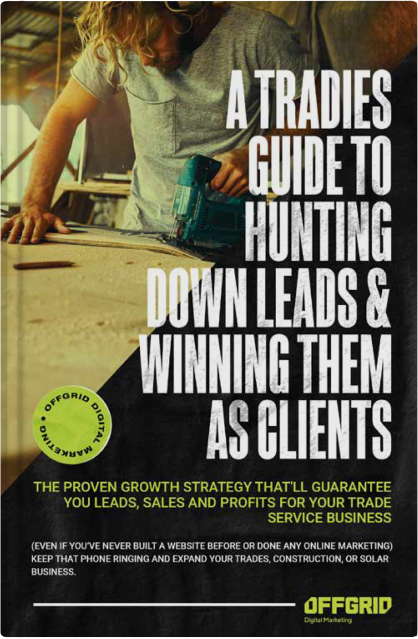 A TRADIES
GUIDE TO
HUNTING
DOWN LEADS &
WINNING THEM
AS CLIENTS
• OFFGRID DIGITAL MARKETING
THE PROVEN GROWTH STRATEGY THAT'LL GUARANTEE
YOU LEADS, SALES AND PROFITS FOR YOUR TRADE
SERVICE BUSINESS
(EVEN IF YOU'VE NEVER BUILT A WEBSITE BEFORE OR DONE ANY ONLINE MARKETING)
KEEP THAT PHONE RINGING AND EXPAND YOUR TRADES, CONSTRUCTION, OR SOLAR
BUSINESS.
OFFGRID
Digital Marketing